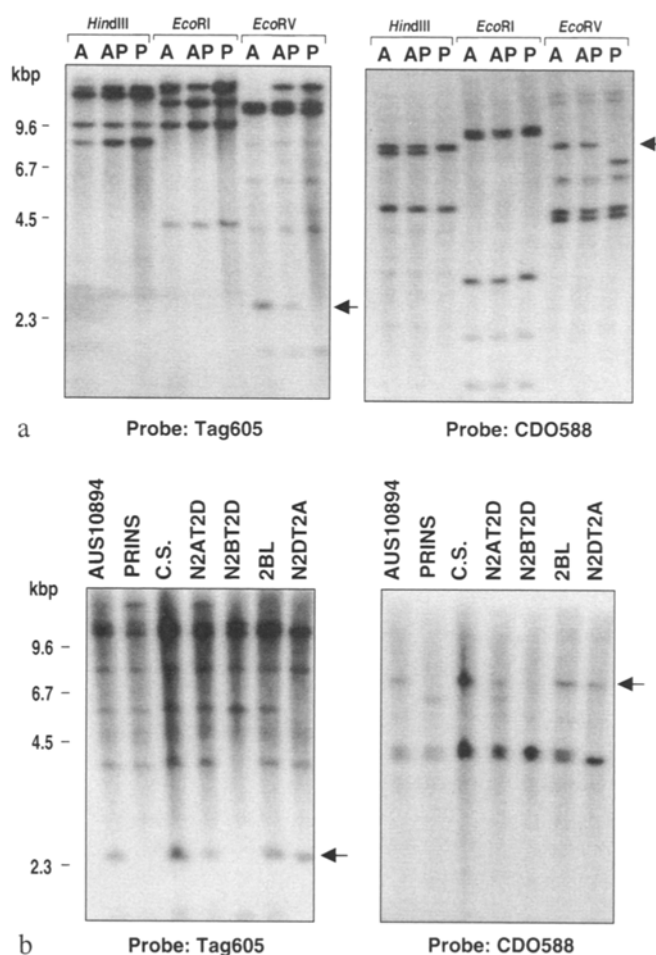 HindIII EcoRI EcoRV
A AP P A AP P A AP P
kbp
9.6
6.7
4.5
2.3
HindIII EcoRI EcoRV
A AP P A AP P A AP P
a
Probe: Tag605
Probe: CDO588
AUS10894 PRINS C.S. N2AT2D N2BT2D 2BL N2DT2A
kbp
9.6
6.7
4.5
2.3
AUS10894 PRINS C.S. N2AT2D N2BT2D 2BL N2DT2A
b
Probe: Tag605
Probe: CDO588